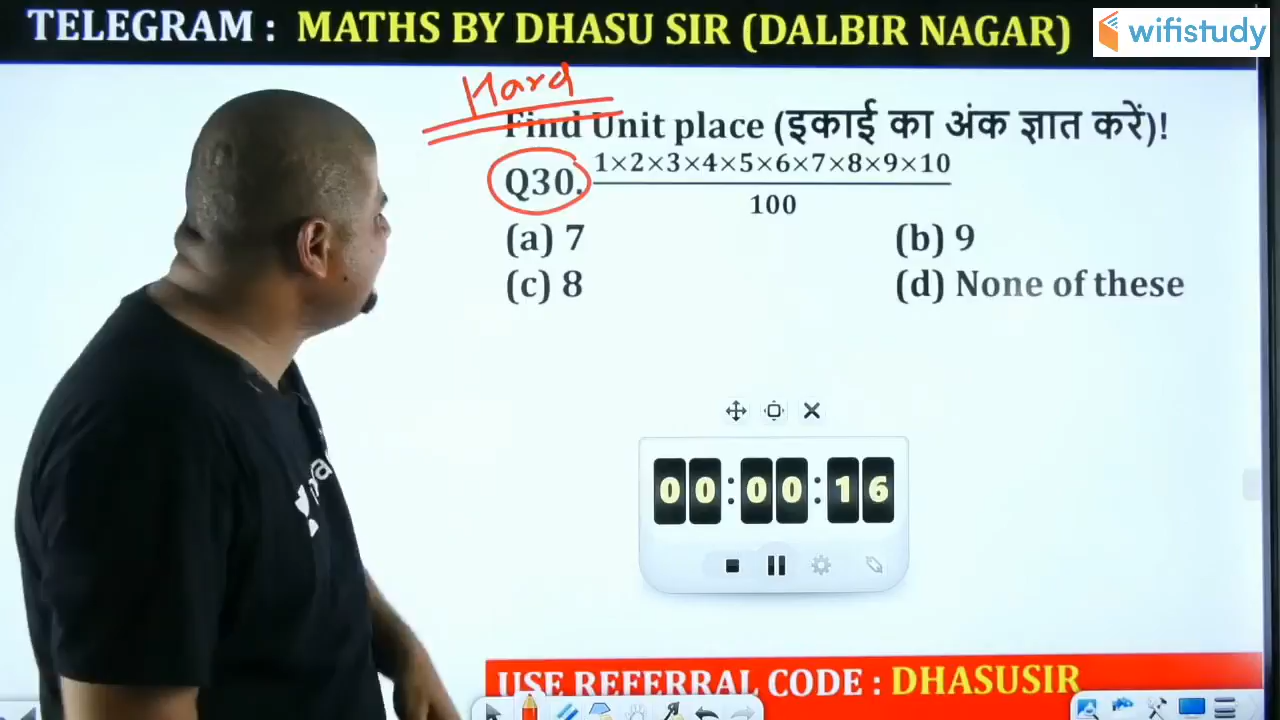 TELEGRAM : MATHS BY DHASU SIR (DALBIR NAGAR)
wifistudy
Hard
Find Unit place (इकाई का अंक ज्ञात करें)!
Q30. 1×2×3×4×5×6×7×8×9×10
100
(a) 7 (b) 9
(c) 8 (d) None of these
00:00:16
USE REFERRAL CODE : DHASUSIR